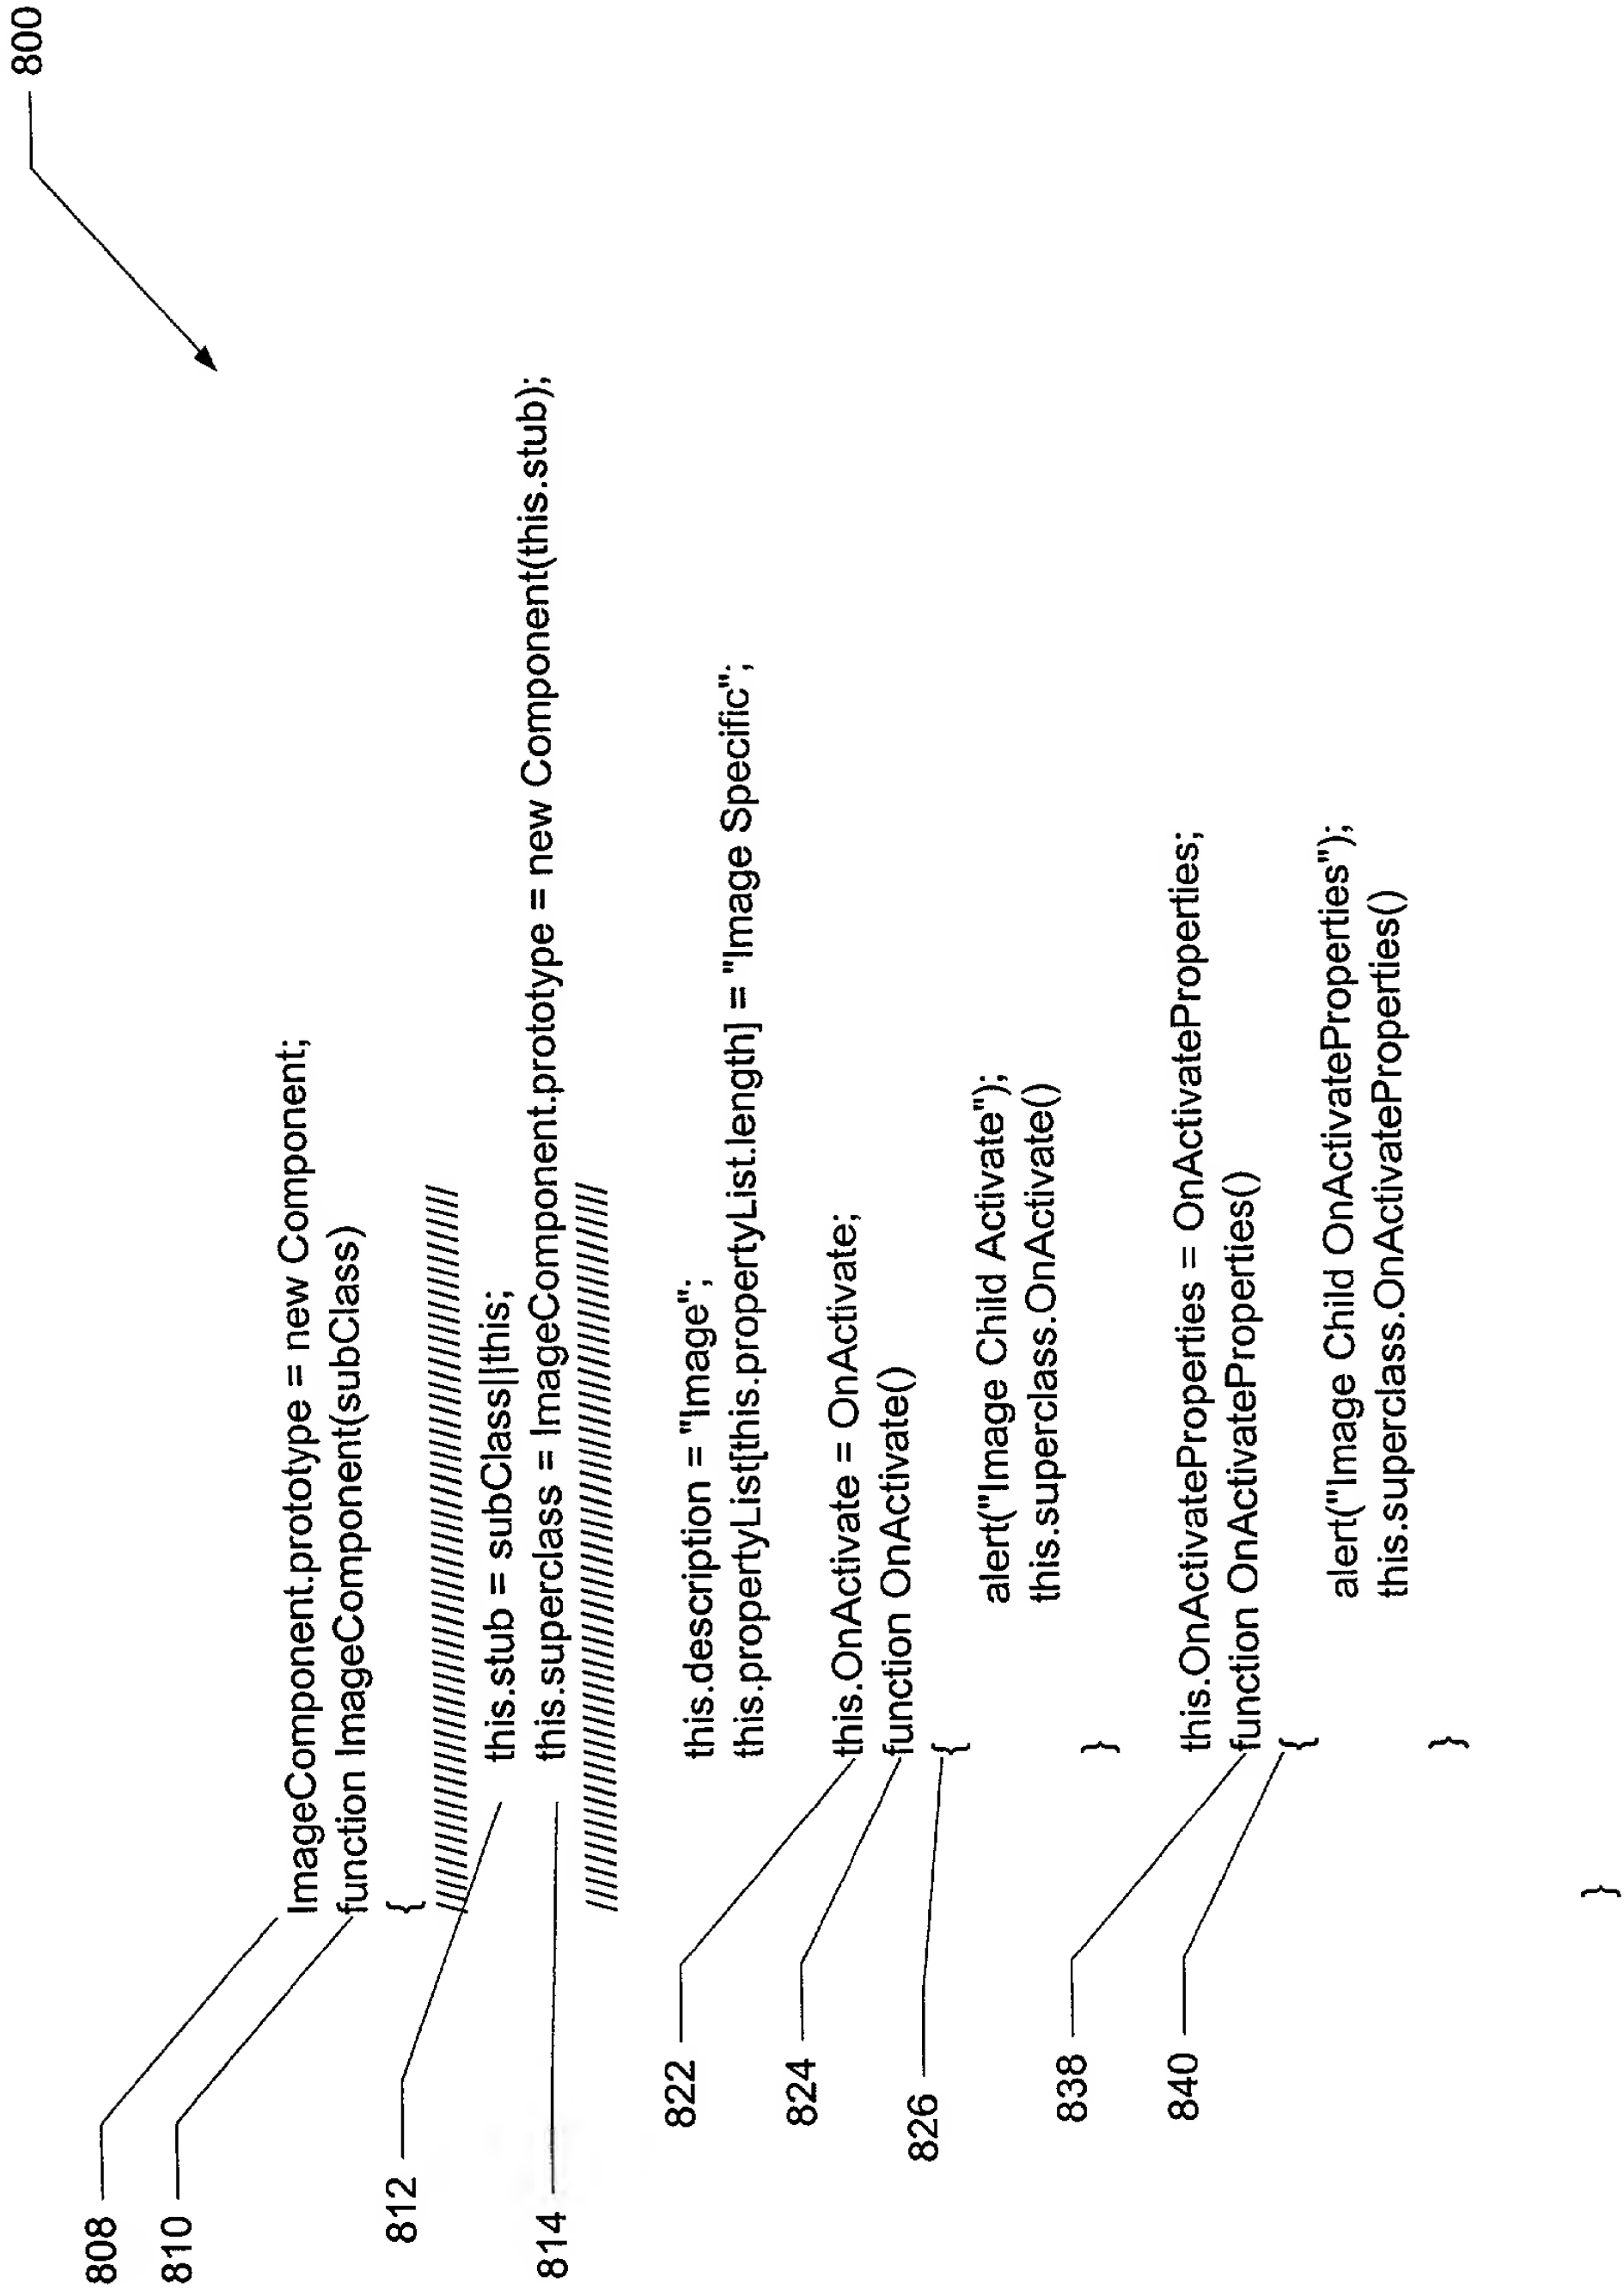 800
808 ImageComponent.prototype = new Component;
810 function ImageComponent(subClass)
{
////////////////////////////////////////////////////////////
812 this.stub = subClass||this;
814 this.superclass = ImageComponent.prototype = new Component(this.stub);
////////////////////////////////////////////////////////////
this.description = "Image";
this.propertyList[this.propertyList.length] = "Image Specific";
822 this.OnActivate = OnActivate;
824 function OnActivate()
826 {
alert("Image Child Activate");
this.superclass.OnActivate()
}
this.OnActivateProperties = OnActivateProperties;
838 function OnActivateProperties()
840 {
alert("Image Child OnActivateProperties");
this.superclass.OnActivateProperties()
}
}